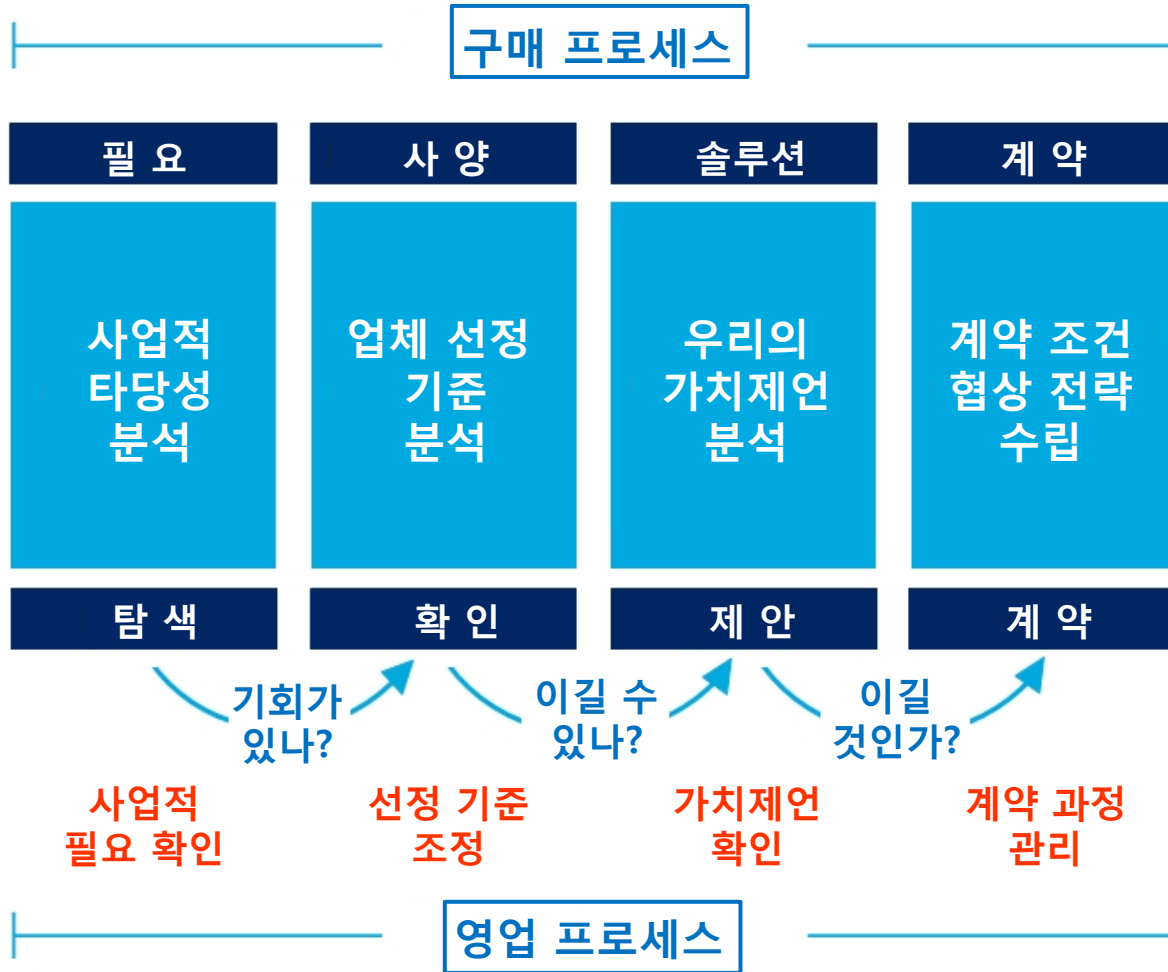 구매 프로세스
필 요
사 양
솔루션
계 약
사업적
타당성
분석
업체 선정
기준
분석
우리의
가치제언
분석
계약 조건
협상 전략
수립
탐 색
확 인
제 안
계 약
기회가
있나?
이길 수
있나?
이길
것인가?
사업적
필요 확인
선정 기준
조정
가치제언
확인
계약 과정
관리
영업 프로세스